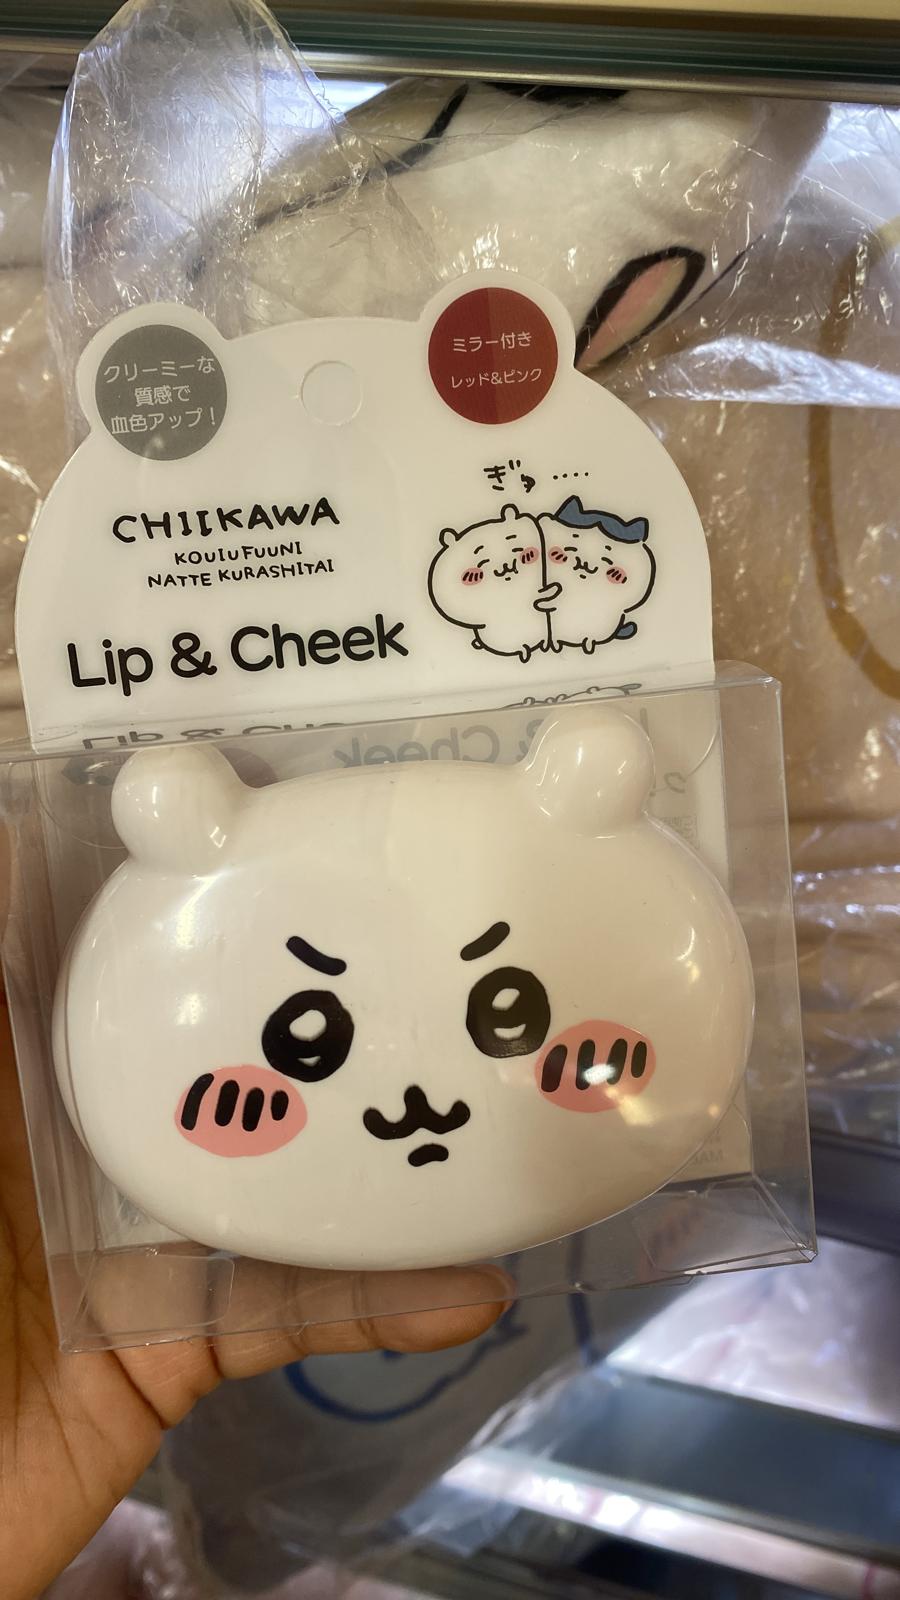 クリーミーな
質感で
血色アップ!
ミラー付き
レッド&ピンク
ぎゅ‥‥
CHIIKAWA
KOUIUFUUNI
NATTE KURASHITAI
Lip & Cheek